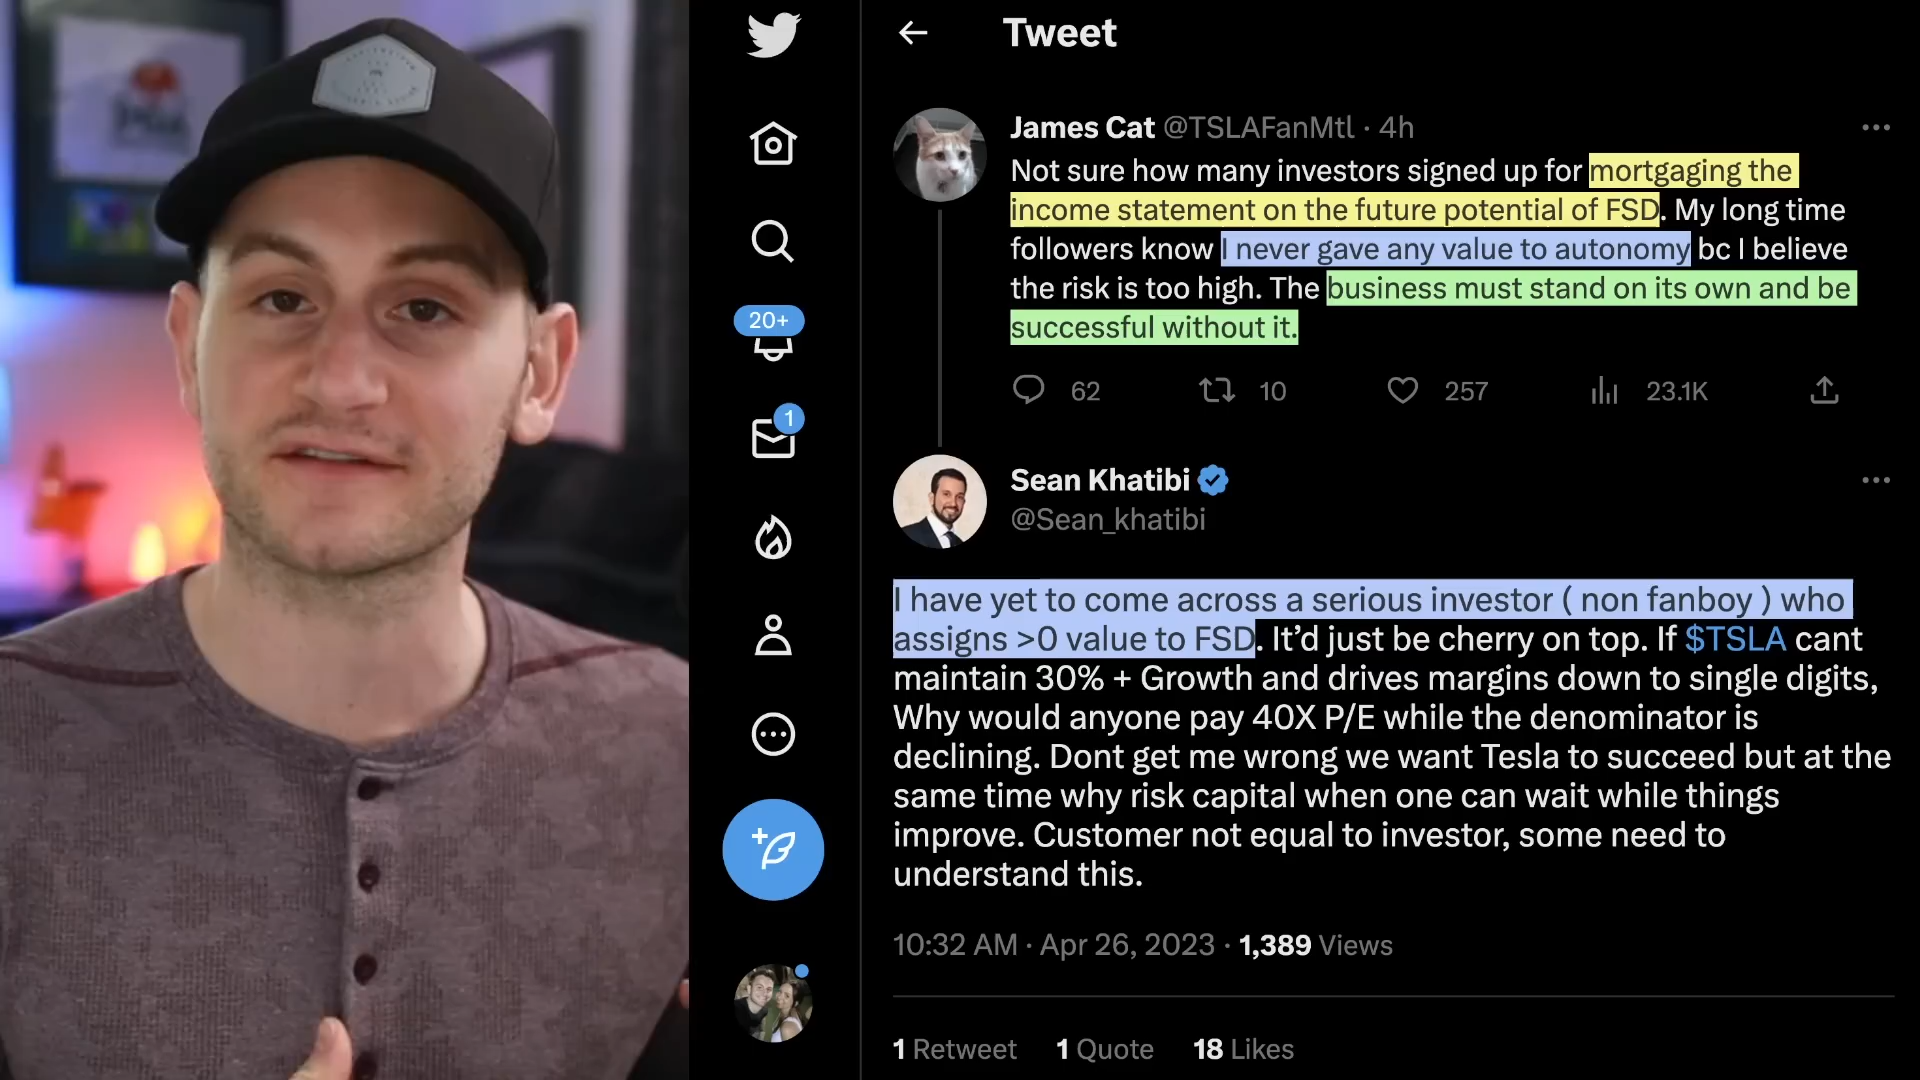 Tweet
James Cat @TSLAFanMtl · 4h
Not sure how many investors signed up for mortgaging the
income statement on the future potential of FSD. My long time
followers know I never gave any value to autonomy bc I believe
the risk is too high. The business must stand on its own and be
successful without it.
62 10 257 23.1K
20+
1
Sean Khatibi
@Sean_khatibi
I have yet to come across a serious investor ( non fanboy ) who
assigns >0 value to FSD. It’d just be cherry on top. If $TSLA cant
maintain 30% + Growth and drives margins down to single digits,
Why would anyone pay 40X P/E while the denominator is
declining. Dont get me wrong we want Tesla to succeed but at the
same time why risk capital when one can wait while things
improve. Customer not equal to investor, some need to
understand this.
10:32 AM · Apr 26, 2023 · 1,389 Views
1 Retweet 1 Quote 18 Likes